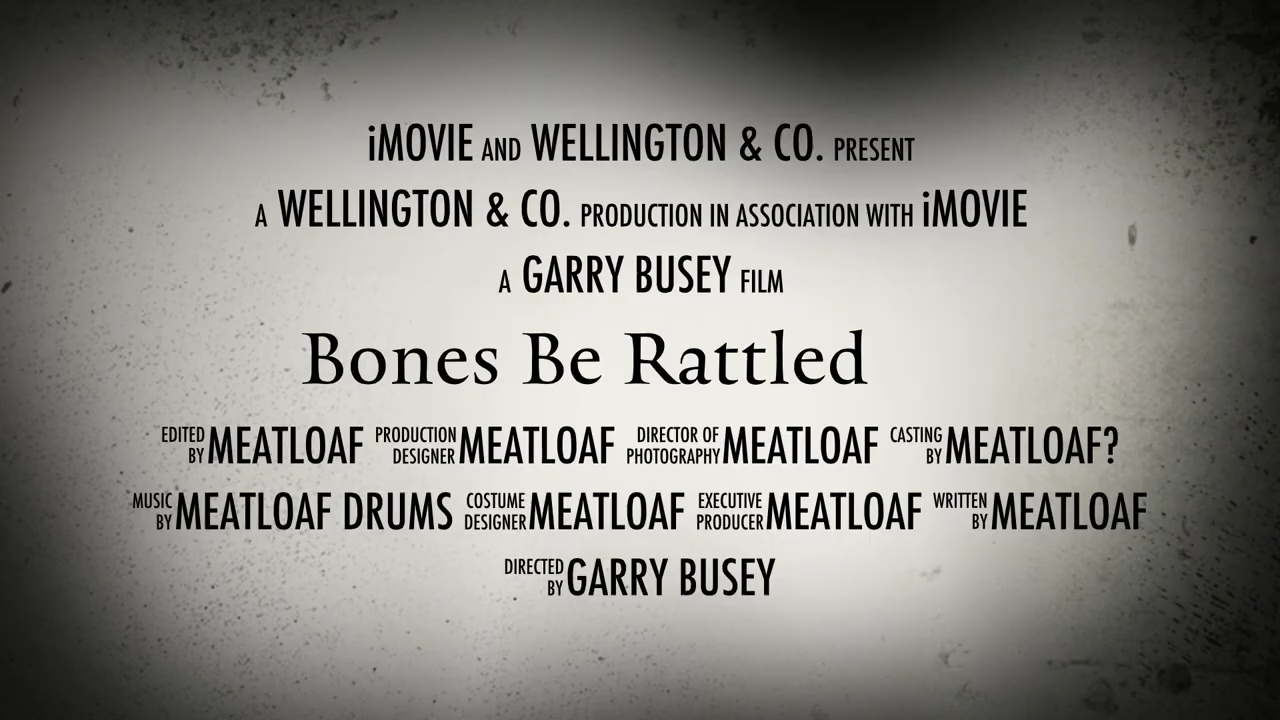 iMOVIE AND WELLINGTON & CO. PRESENT
A WELLINGTON & CO. PRODUCTION IN ASSOCIATION WITH iMOVIE
A GARRY BUSEY FILM
Bones Be Rattled
EDITED BY MEATLOAF PRODUCTION DESIGNER MEATLOAF DIRECTOR OF PHOTOGRAPHY MEATLOAF CASTING BY MEATLOAF?
MUSIC BY MEATLOAF DRUMS COSTUME DESIGNER MEATLOAF EXECUTIVE PRODUCER MEATLOAF WRITTEN BY MEATLOAF
DIRECTED BY GARRY BUSEY